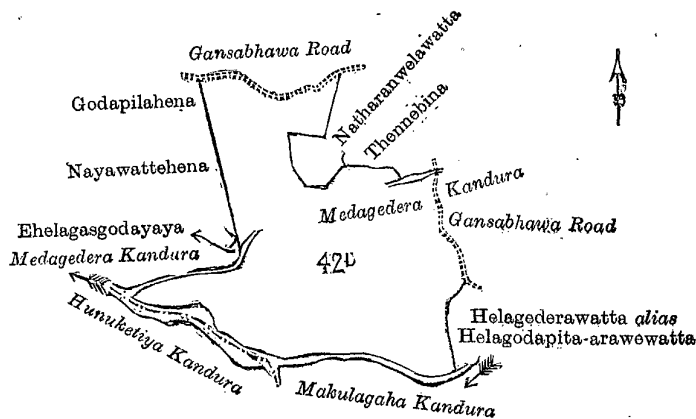 Gansabhawa Road
Godapilahena
Natharanwelawatta
Thennebina
Nayawattehena
Medagedera Kandura
Gansabhawa Road
Ehelagasgodayaya
Medagedera Kandura
Helagederawatta alias
Helagodapita-arawewatta
Hunuketiya Kandura
Makulagaha Kandura